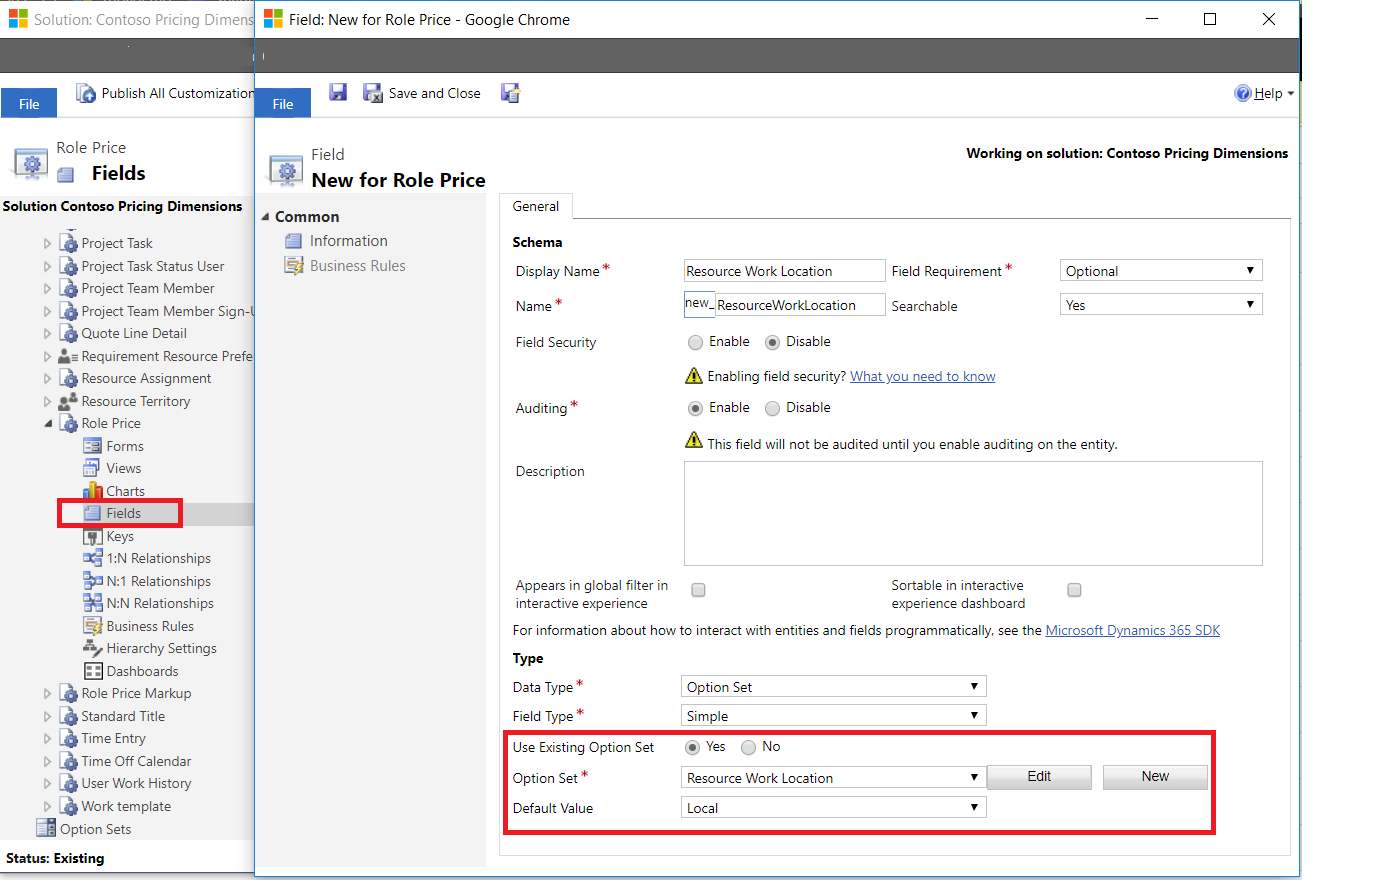 Solution: Contoso Pricing Dimensions
File
Publish All Customization
Role Price
Fields
Solution Contoso Pricing Dimensions
Project Task
Project Task Status User
Project Team Member
Project Team Member Sign-U
Quote Line Detail
Requirement Resource Prefe
Resource Assignment
Resource Territory
Role Price
Forms
Views
Charts
Fields
Keys
1:N Relationships
N:1 Relationships
N:N Relationships
Business Rules
Hierarchy Settings
Dashboards
Role Price Markup
Standard Title
Time Entry
Time Off Calendar
User Work History
Work template
Option Sets
Status: Existing
Field: New for Role Price - Google Chrome
File
Save and Close
Help
Field
New for Role Price
Working on solution: Contoso Pricing Dimensions
Common
Information
Business Rules
General
Schema
Display Name* Resource Work Location Field Requirement* Optional
Name* new_ResourceWorkLocation Searchable Yes
Field Security Enable Disable
Enabling field security? What you need to know
Auditing* Enable Disable
This field will not be audited until you enable auditing on the entity.
Description
Appears in global filter in
interactive experience
Sortable in interactive
experience dashboard
For information about how to interact with entities and fields programmatically, see the Microsoft Dynamics 365 SDK
Type
Data Type* Option Set
Field Type* Simple
Use Existing Option Set Yes No
Option Set* Resource Work Location Edit New
Default Value Local